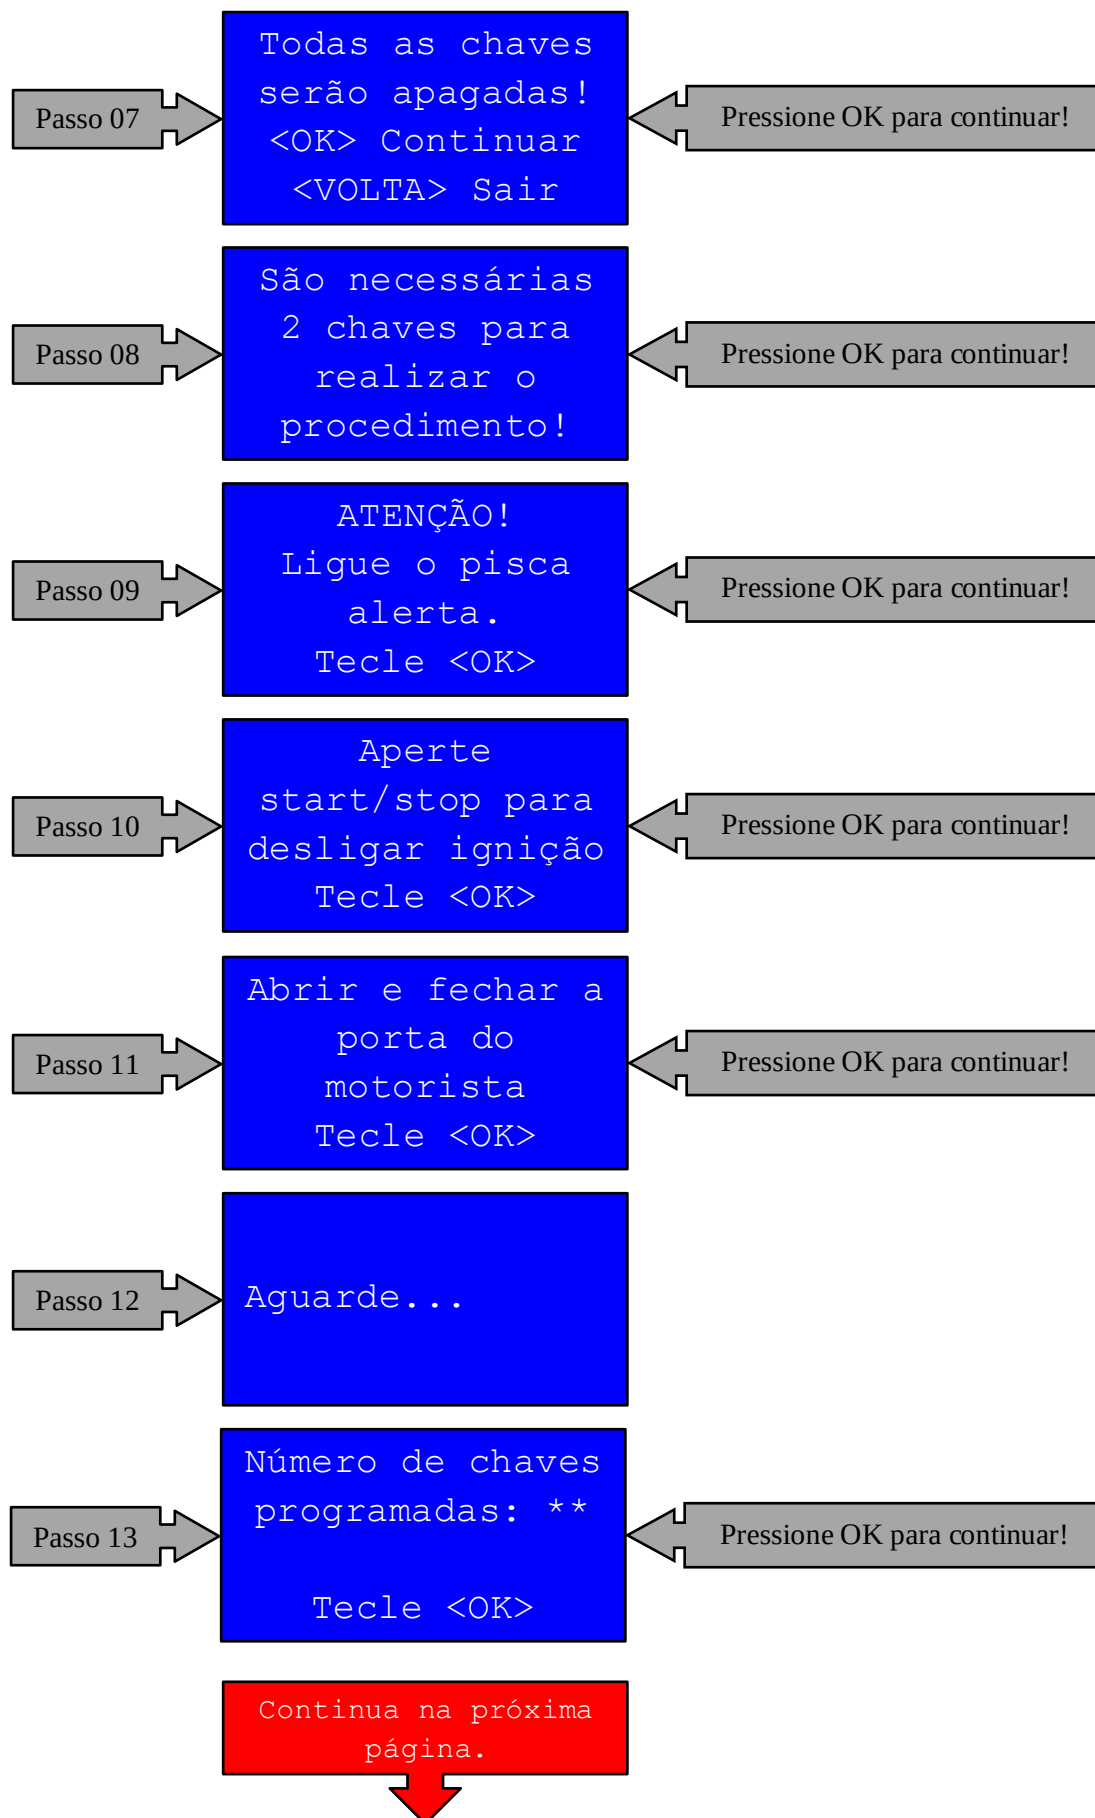 Todas as chaves
serão apagadas!
<OK> Continuar
<VOLTA> Sair
Passo 07
Pressione OK para continuar!
São necessárias
2 chaves para
realizar o
procedimento!
Passo 08
Pressione OK para continuar!
ATENÇÃO!
Ligue o pisca
alerta.
Tecle <OK>
Passo 09
Pressione OK para continuar!
Aperte
start/stop para
desligar ignição
Tecle <OK>
Passo 10
Pressione OK para continuar!
Abrir e fechar a
porta do
motorista
Tecle <OK>
Passo 11
Pressione OK para continuar!
Passo 12
Aguarde...
Número de chaves
programadas: **
Tecle <OK>
Passo 13
Pressione OK para continuar!
Continua na próxima
página.